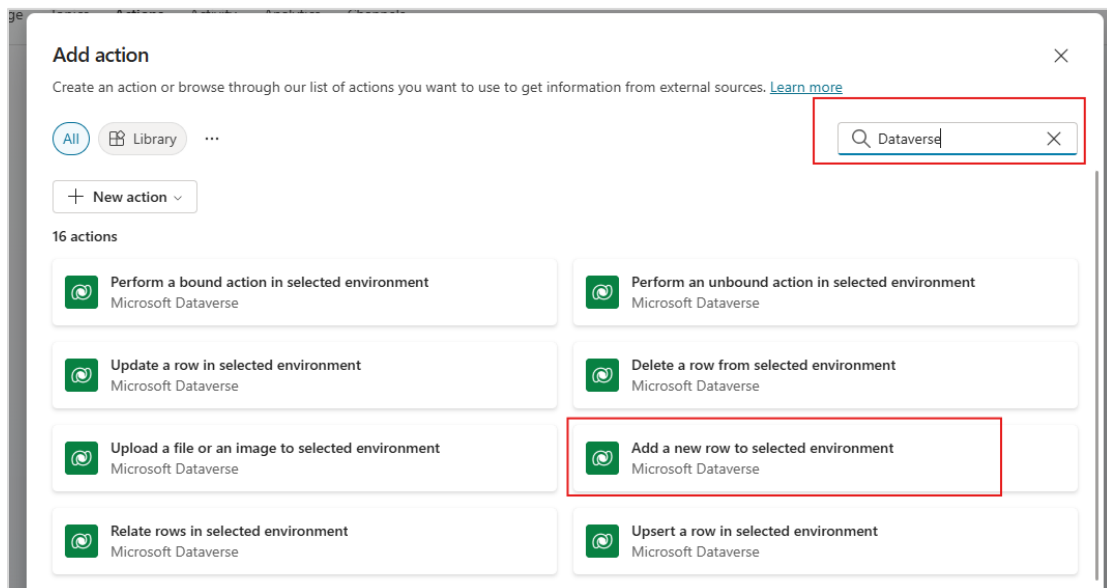 Add action
Create an action or browse through our list of actions you want to use to get information from external sources. Learn more
All Library ... Dataverse
New action
16 actions
Perform a bound action in selected environment
Microsoft Dataverse
Perform an unbound action in selected environment
Microsoft Dataverse
Update a row in selected environment
Microsoft Dataverse
Delete a row from selected environment
Microsoft Dataverse
Upload a file or an image to selected environment
Microsoft Dataverse
Add a new row to selected environment
Microsoft Dataverse
Relate rows in selected environment
Microsoft Dataverse
Upsert a row in selected environment
Microsoft Dataverse